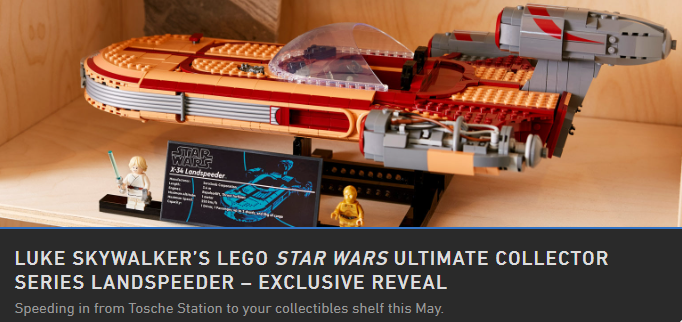 STAR
WARS
X-34 Landspeeder
LUKE SKYWALKER'S LEGO STAR WARS ULTIMATE COLLECTOR
SERIES LANDSPEEDER – EXCLUSIVE REVEAL
Speeding in from Tosche Station to your collectibles shelf this May.